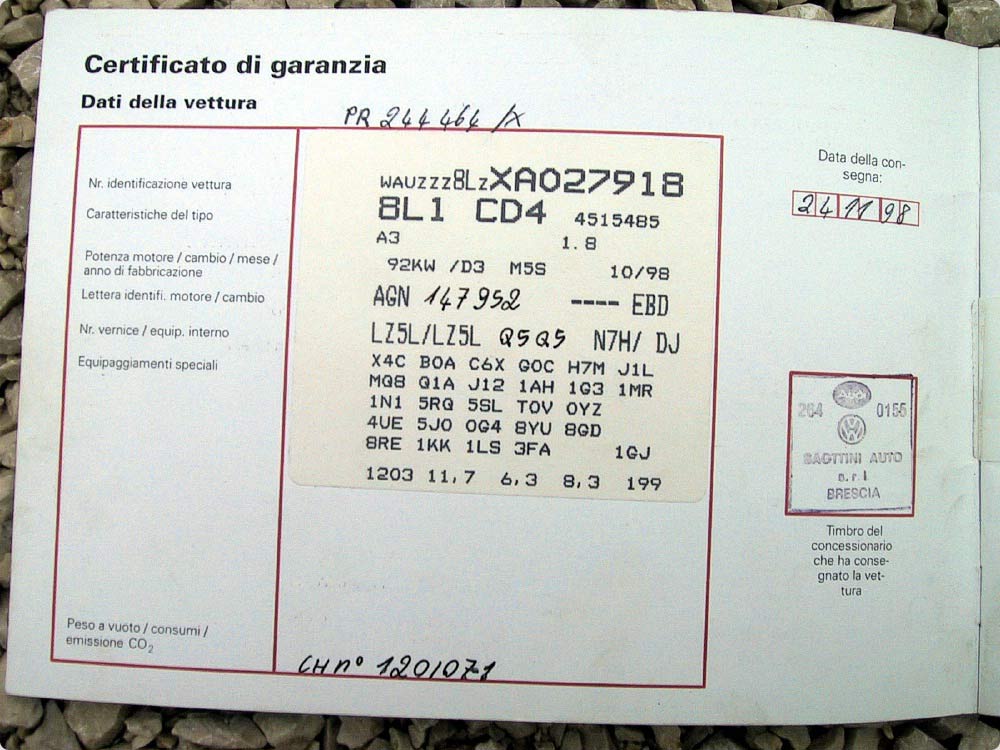 Certificato di garanzia
Dati della vettura
PR 244464/X
Nr. identificazione vettura
Caratteristiche del tipo
Potenza motore / cambio / mese /
anno di fabbricazione
Lettera identifi. motore / cambio
Nr. vernice / equip. interno
Equipaggiamenti speciali
Peso a vuoto / consumi /
emissione CO2
WAUZZZ8LZXA027918
8L1 CD4 4515485
A3 1.8
92KW /D3 M5S 10/98
AGN 147952 ---- EBD
LZ5L/LZ5L Q5Q5 N7H/ DJ
X4C B0A C6X G0C H7M J1L
MG8 Q1A J12 1AH 1G3 1MR
1N1 5RQ 5SL T0V 0YZ
4UE 5J0 0G4 8YU 8GD
8RE 1KK 1LS 3FA 1GJ
1203 11,7 6,3 8,3 199
CH n° 120107-1
Data della con-
segna:
24 11 98
Audi
264 0155
SAOTTINI AUTO
s.r.l
BRESCIA
Timbro del
concessionario
che ha conse-
gnato la vet-
tura